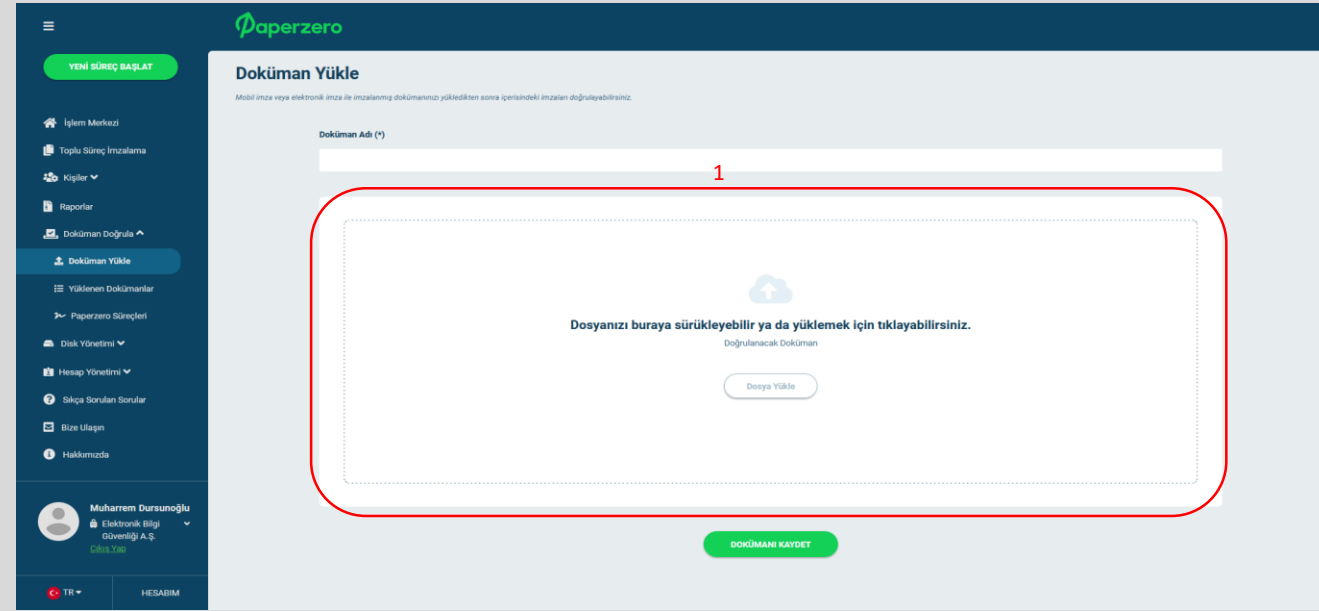 Paperzero
YENİ SÜREÇ BAŞLAT
İşlem Merkezi
Toplu Süreç İmzalama
Kişiler
Raporlar
Doküman Doğrula
Doküman Yükle
Yüklenen Dokümanlar
Paperzero Süreçleri
Disk Yönetimi
Hesap Yönetimi
Sıkça Sorulan Sorular
Bize Ulaşın
Hakkımızda
Muharrem Dursunoğlu
Elektronik Bilgi
Güvenliği A.Ş.
Çıkış Yap
TR
HESABIM
Doküman Yükle
Mobil imza veya elektronik imza ile imzalanmış dokümanınızı yükledikten sonra içerisindeki imzaları doğrulayabilirsiniz.
Doküman Adı (*)
1
Dosyanızı buraya sürükleyebilir ya da yüklemek için tıklayabilirsiniz.
Doğrulanacak Doküman
Dosya Yükle
DOKÜMANI KAYDET